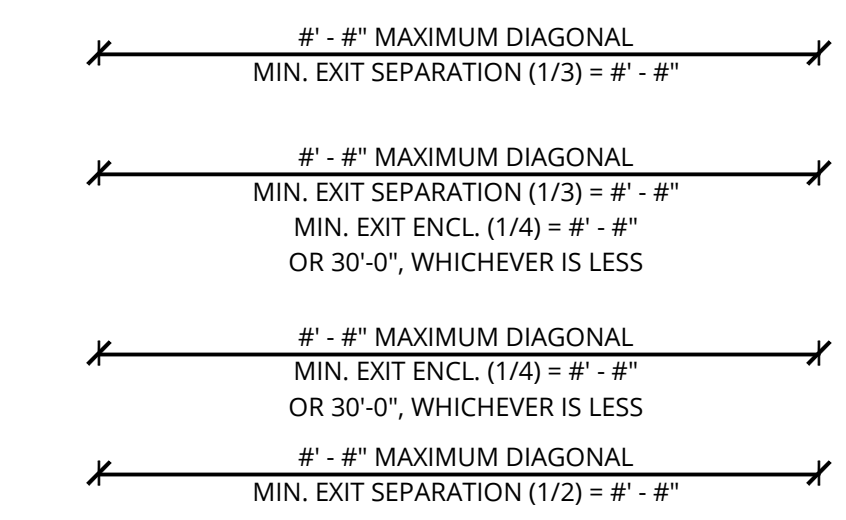 #' - #" MAXIMUM DIAGONAL
MIN. EXIT SEPARATION (1/3) = #' - #"
#' - #" MAXIMUM DIAGONAL
MIN. EXIT SEPARATION (1/3) = #' - #"
MIN. EXIT ENCL. (1/4) = #' - #"
OR 30'-0", WHICHEVER IS LESS
#' - #" MAXIMUM DIAGONAL
MIN. EXIT ENCL. (1/4) = #' - #"
OR 30'-0", WHICHEVER IS LESS
#' - #" MAXIMUM DIAGONAL
MIN. EXIT SEPARATION (1/2) = #' - #"